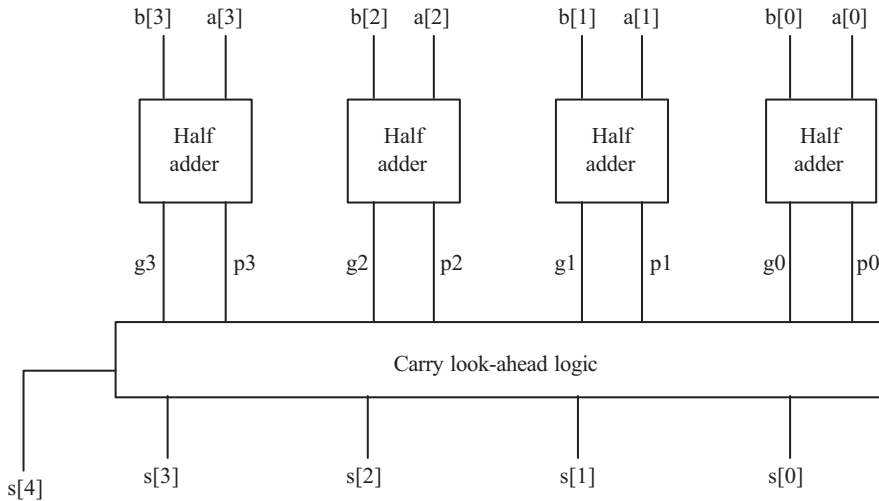 b[3] a[3] b[2] a[2] b[1] a[1] b[0] a[0]
Half Half Half Half
adder adder adder adder
g3 p3 g2 p2 g1 p1 g0 p0
Carry look-ahead logic
s[4] s[3] s[2] s[1] s[0]